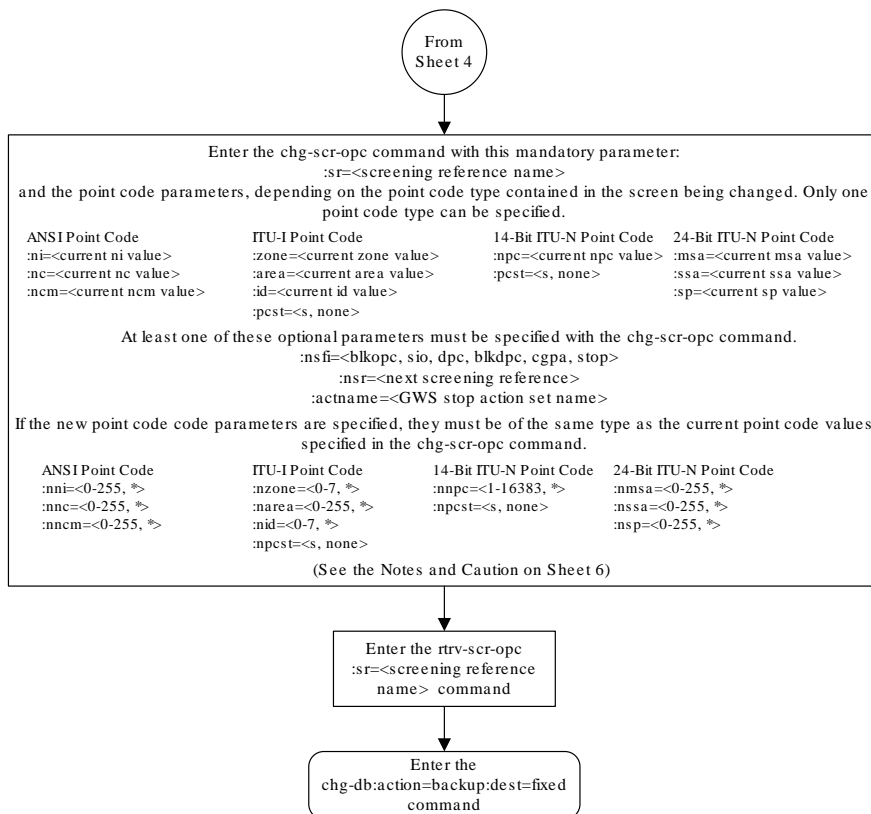 From
Sheet 4
Enter the chg-scr-opc command with this mandatory parameter:
:sr=<screening reference name>
and the point code parameters, depending on the point code type contained in the screen being changed. Only one
point code type can be specified.
ANSI Point Code
:ni=<current ni value>
:nc=<current nc value>
:ncm=<current ncm value>
ITU-I Point Code
:zone=<current zone value>
:area=<current area value>
:id=<current id value>
:pcst=<s, none>
14-Bit ITU-N Point Code
:npc=<current npc value>
:pcst=<s, none>
24-Bit ITU-N Point Code
:msa=<current msa value>
:ssa=<current ssa value>
:sp=<current sp value>
At least one of these optional parameters must be specified with the chg-scr-opc command.
:nsfi=<blkopc, sio, dpc, blkdpc, cgpa, stop>
:nsr=<next screening reference>
:actname=<GWS stop action set name>
If the new point code code parameters are specified, they must be of the same type as the current point code values
specified in the chg-scr-opc command.
ANSI Point Code
:nni=<0-255, *>
:nnc=<0-255, *>
:nncm=<0-255, *>
ITU-I Point Code
:nzone=<0-7, *>
:narea=<0-255, *>
:nid=<0-7, *>
:npcst=<s, none>
14-Bit ITU-N Point Code
:nnpc=<1-16383, *>
:npcst=<s, none>
24-Bit ITU-N Point Code
:nmsa=<0-255, *>
:nssa=<0-255, *>
:nsp=<0-255, *>
(See the Notes and Caution on Sheet 6)
Enter the rtrv-scr-opc
:sr=<screening reference
name> command
Enter the
chg-db:action=backup:dest=fixed
command